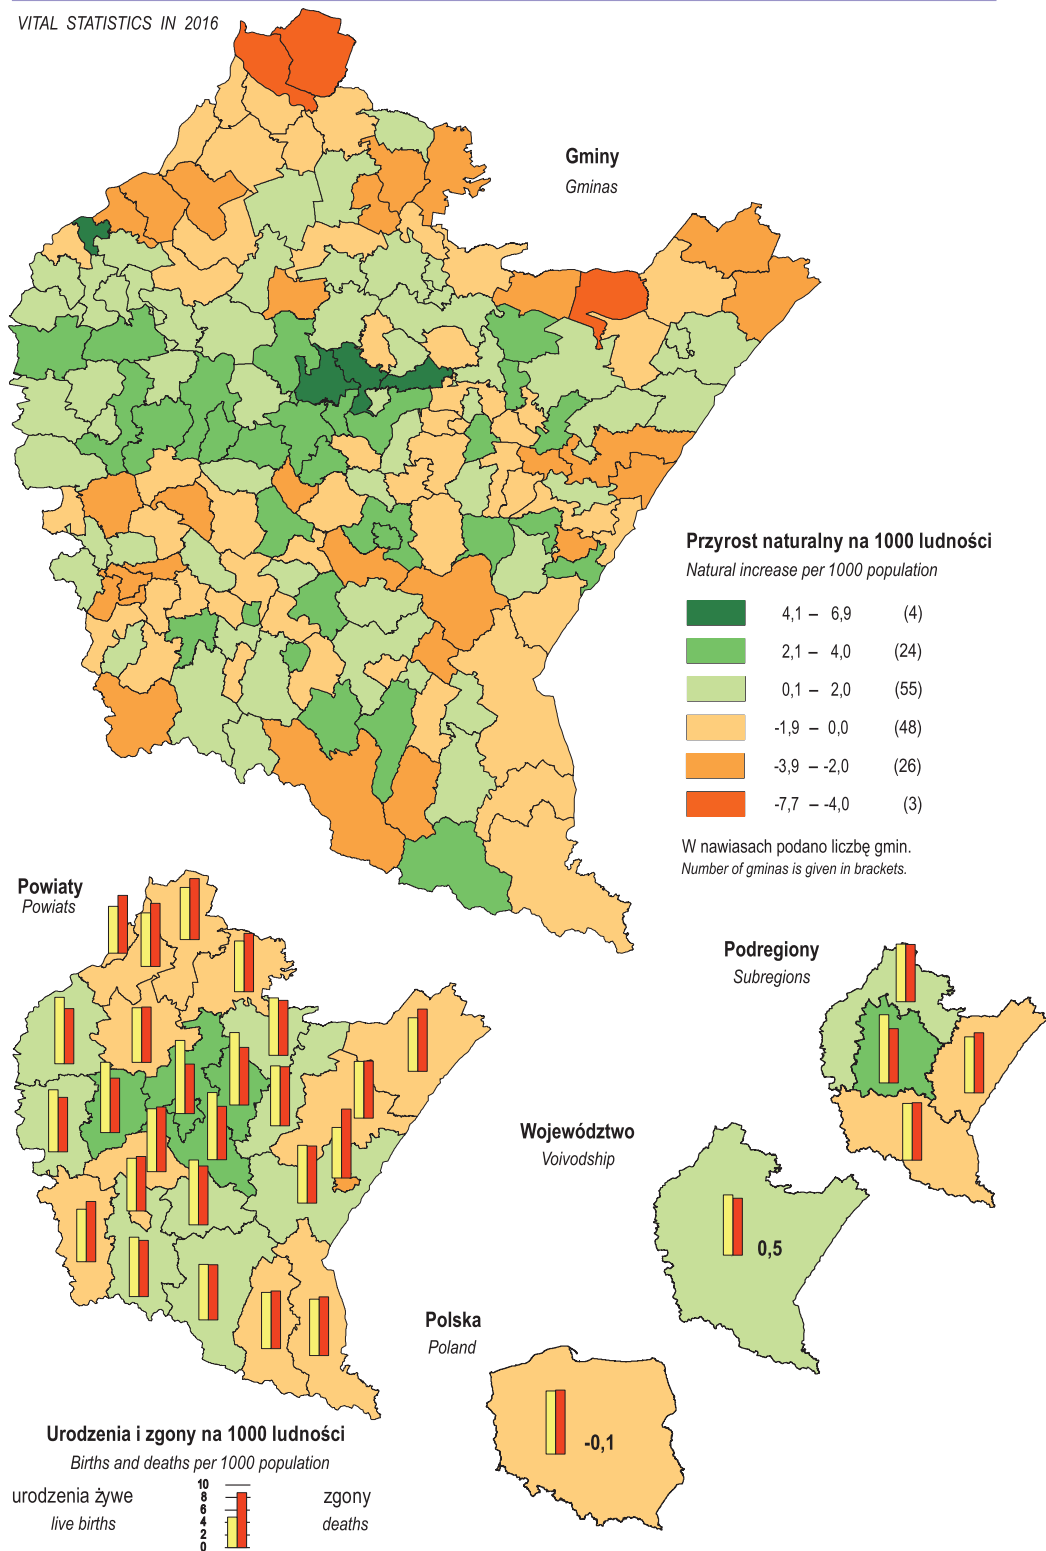 VITAL STATISTICS IN 2016
Gminy
Gminas
Przyrost naturalny na 1000 ludności
Natural increase per 1000 population
4,1 – 6,9 (4)
2,1 – 4,0 (24)
0,1 – 2,0 (55)
-1,9 – 0,0 (48)
-3,9 – -2,0 (26)
-7,7 – -4,0 (3)
W nawiasach podano liczbę gmin.
Number of gminas is given in brackets.
Powiaty
Powiats
Podregiony
Subregions
Województwo
Voivodship
0,5
Polska
Poland
-0,1
Urodzenia i zgony na 1000 ludności
Births and deaths per 1000 population
urodzenia żywe
live births
10
8
6
4
2
0
zgony
deaths